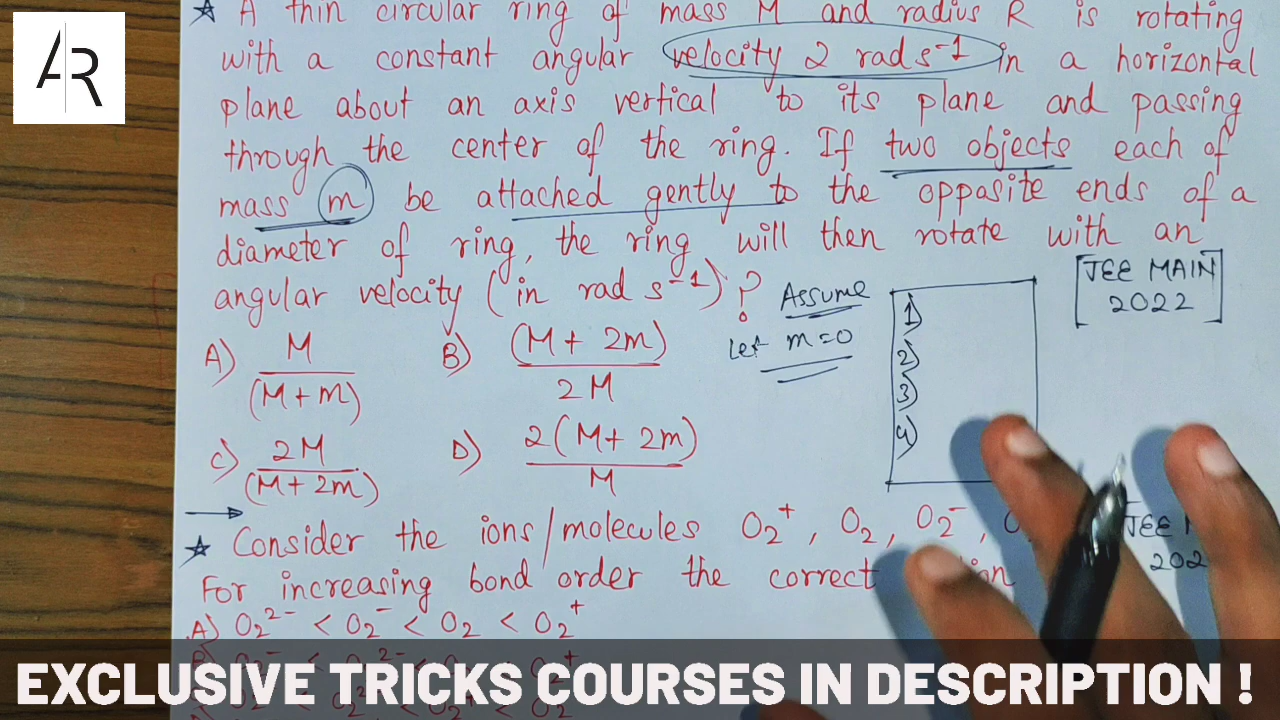 AR
★ A thin circular ring of mass M and radius R is rotating
with a constant angular velocity 2 rad s⁻¹ in a horizontal
plane about an axis vertical to its plane and passing
through the center of the ring. If two objects each of
mass m be attached gently to the opposite ends of a
diameter of ring, the ring will then rotate with an
angular velocity (in rad s⁻¹)?
Assume
Let m=0
[JEE MAIN
2022]
A) M/(M+m)
B) (M+2m)/2M
C) 2M/(M+2m)
D) 2(M+2m)/M
1)
2)
3)
4)
★ Consider the ions/molecules O₂⁺, O₂, O₂⁻,
JEE
202
For increasing bond order the correct
A) O₂²⁻ < O₂⁻ < O₂ < O₂⁺
EXCLUSIVE TRICKS COURSES IN DESCRIPTION !